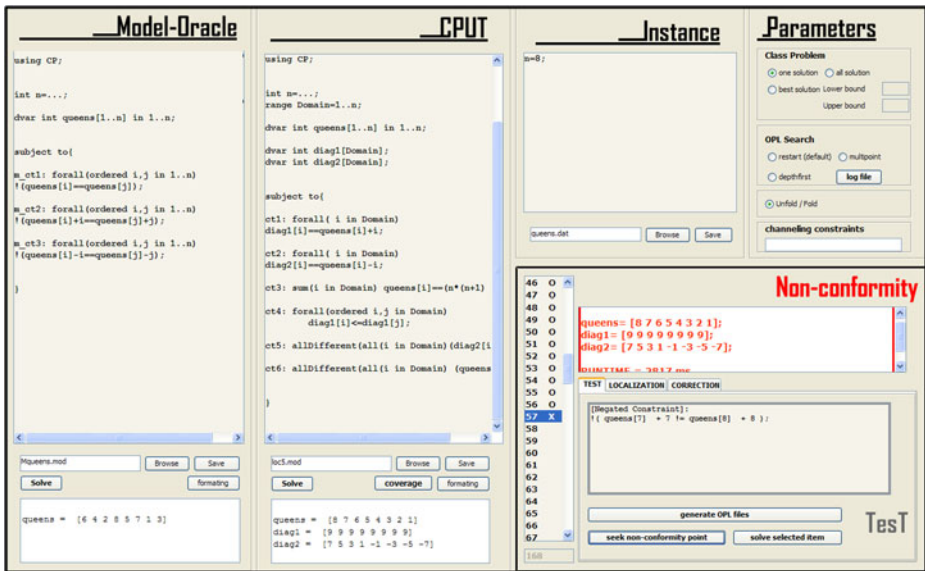 Model-Oracle
using CP;
int n=...;
dvar int queens[1..n] in 1..n;
subject to{
m_ct1: forall(ordered i,j in 1..n)
!(queens[i]==queens[j]);
m_ct2: forall(ordered i,j in 1..n)
!(queens[i]+i==queens[j]+j);
m_ct3: forall(ordered i,j in 1..n)
!(queens[i]-i==queens[j]-j);
}
Mqueens.mod
Browse
Save
Solve
formating
queens = [6 4 2 8 5 7 1 3]
CPUT
using CP;
int n=...;
range Domain=1..n;
dvar int queens[1..n] in 1..n;
dvar int diag1[Domain];
dvar int diag2[Domain];
subject to{
ct1: forall( i in Domain)
diag1[i]==queens[i]+i;
ct2: forall( i in Domain)
diag2[i]==queens[i]-i;
ct3: sum(i in Domain) queens[i]==(n*(n+1)
ct4: forall(ordered i,j in Domain)
diag1[i]<=diag1[j];
ct5: allDifferent(all(i in Domain)(diag2[i
ct6: allDifferent(all(i in Domain) (queens
}
loc5.mod
Browse
Save
Solve
coverage
formating
queens = [8 7 6 5 4 3 2 1]
diag1 = [9 9 9 9 9 9 9 9]
diag2 = [7 5 3 1 -1 -3 -5 -7]
Instance
n=8;
queens.dat
Browse
Save
Parameters
Class Problem
one solution
all solution
best solution
Lower bound
Upper bound
OPL Search
restart (default)
multpoint
depthfirst
log file
Unfold / Fold
channeling constraints
Non-conformity
46 O
47 O
48 O
49 O
50 O
51 O
52 O
53 O
54 O
55 O
56 O
57 X
58
59
60
61
62
63
64
65
66
67
168
queens= [8 7 6 5 4 3 2 1];
diag1= [9 9 9 9 9 9 9 9];
diag2= [7 5 3 1 -1 -3 -5 -7];
RUNTIME = 2817 ms
TEST
LOCALIZATION
CORRECTION
[Negated Constraint]:
!( queens[7] + 7 != queens[8] + 8 );
generate OPL files
seek non-conformity point
solve selected item
TesT